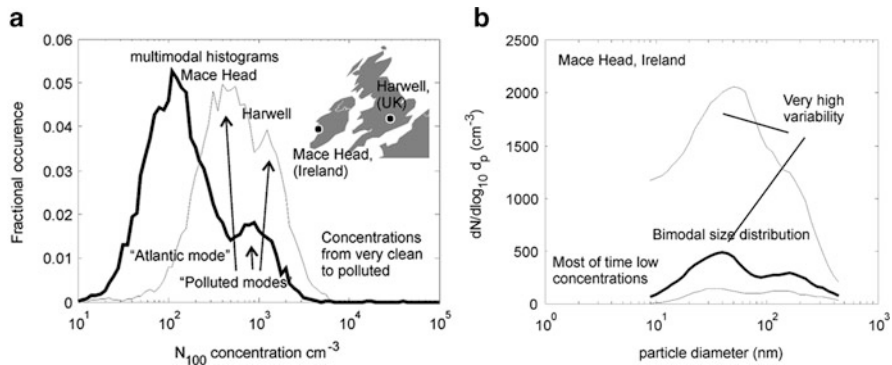 a
0.06
0.05
0.04
0.03
0.02
0.01
0
Fractional occurence
multimodal histograms
Mace Head
Harwell
Harwell,
(UK)
Mace Head,
(Ireland)
"Atlantic mode"
"Polluted modes"
Concentrations
from very clean
to polluted
10^1
10^2
10^3
10^4
10^5
N_100 concentration cm^-3
b
2500
2000
1500
1000
500
0
dN/dlog_10 d_p (cm^-3)
Mace Head, Ireland
Very high
variability
Bimodal size distribution
Most of time low
concentrations
10^0
10^1
10^2
10^3
particle diameter (nm)